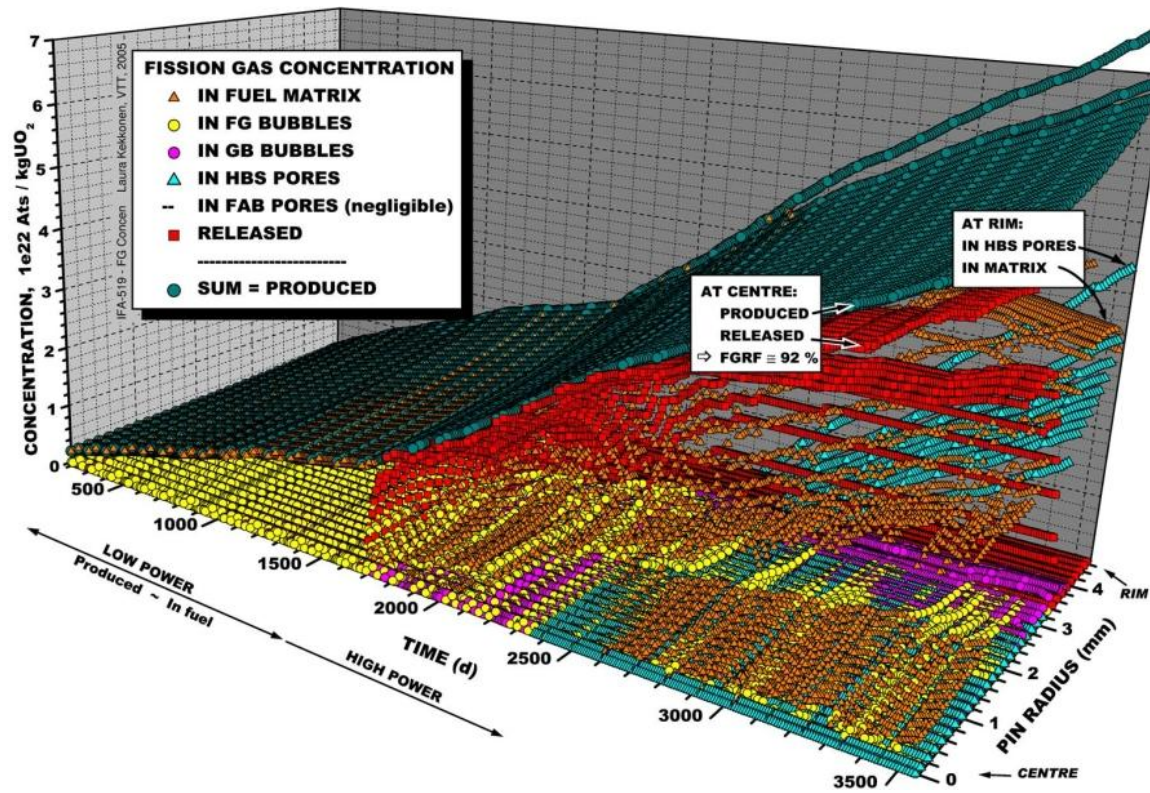 7
6
5
4
3
2
1
0
CONCENTRATION, 1e22 Ats / kgUO₂
IFA-519 - FG Concen    Laura Kekkonen, VTT, 2005
FISSION GAS CONCENTRATION
IN FUEL MATRIX
IN FG BUBBLES
IN GB BUBBLES
IN HBS PORES
-- IN FAB PORES (negligible)
RELEASED
-------------------------
SUM = PRODUCED
AT RIM:
IN HBS PORES
IN MATRIX
AT CENTRE:
PRODUCED
RELEASED
⇨ FGRF ≅ 92 %
500
1000
1500
2000
2500
3000
3500
TIME (d)
LOW POWER
Produced ~ In fuel
HIGH POWER
4
3
2
1
0
PIN RADIUS (mm)
RIM
CENTRE